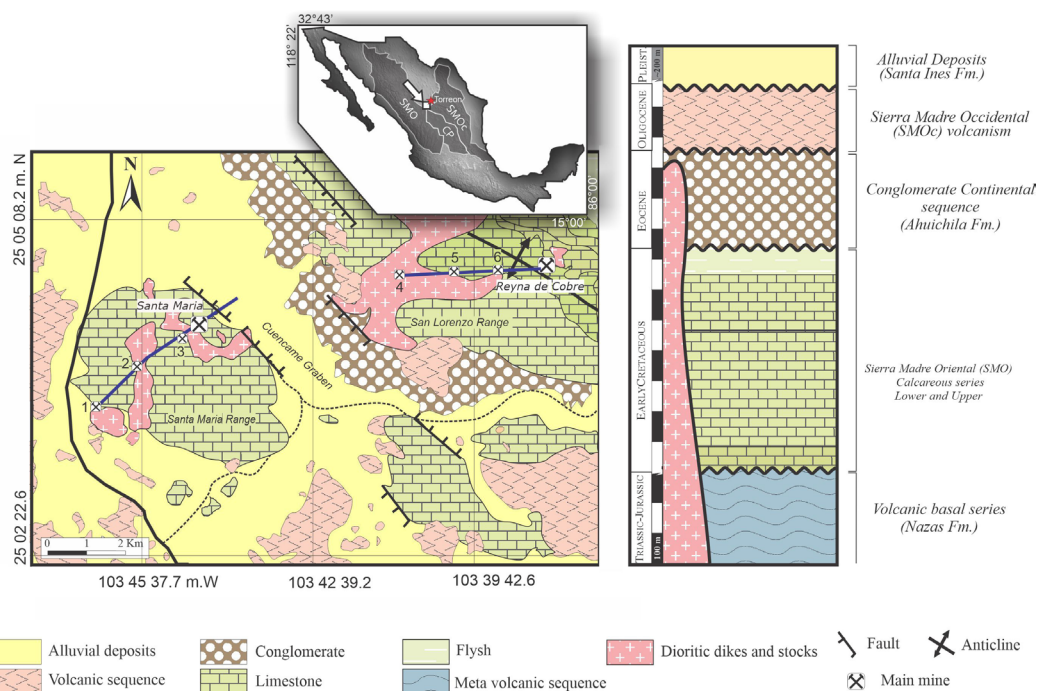 32°43'
118° 22'
Torreon
SMO
SMOc
CP
86°00'
15°00'
N
25 05 08.2 m. N
25 02 22.6
Santa Maria
Reyna de Cobre
San Lorenzo Range
Cuencame Graben
Santa Maria Range
1
2
3
4
5
6
0 1 2 Km
103 45 37.7 m.W
103 42 39.2
103 39 42.6
PLEIST.
OLIGOCENE
EOCENE
EARLY CRETACEOUS
TRIASSIC-JURASSIC
~200 m
100 m
Alluvial Deposits
(Santa Ines Fm.)
Sierra Madre Occidental
(SMOc) volcanism
Conglomerate Continental
sequence
(Ahuichila Fm.)
Sierra Madre Oriental (SMO)
Calcareous series
Lower and Upper
Volcanic basal series
(Nazas Fm.)
Alluvial deposits
Conglomerate
Flysh
Dioritic dikes and stocks
Fault
Anticline
Volcanic sequence
Limestone
Meta volcanic sequence
Main mine